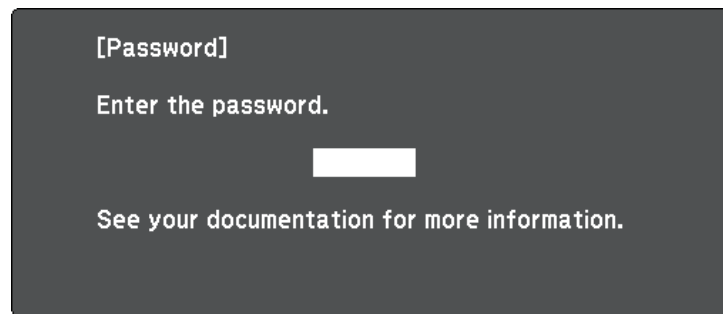 [Password]
Enter the password.
See your documentation for more information.